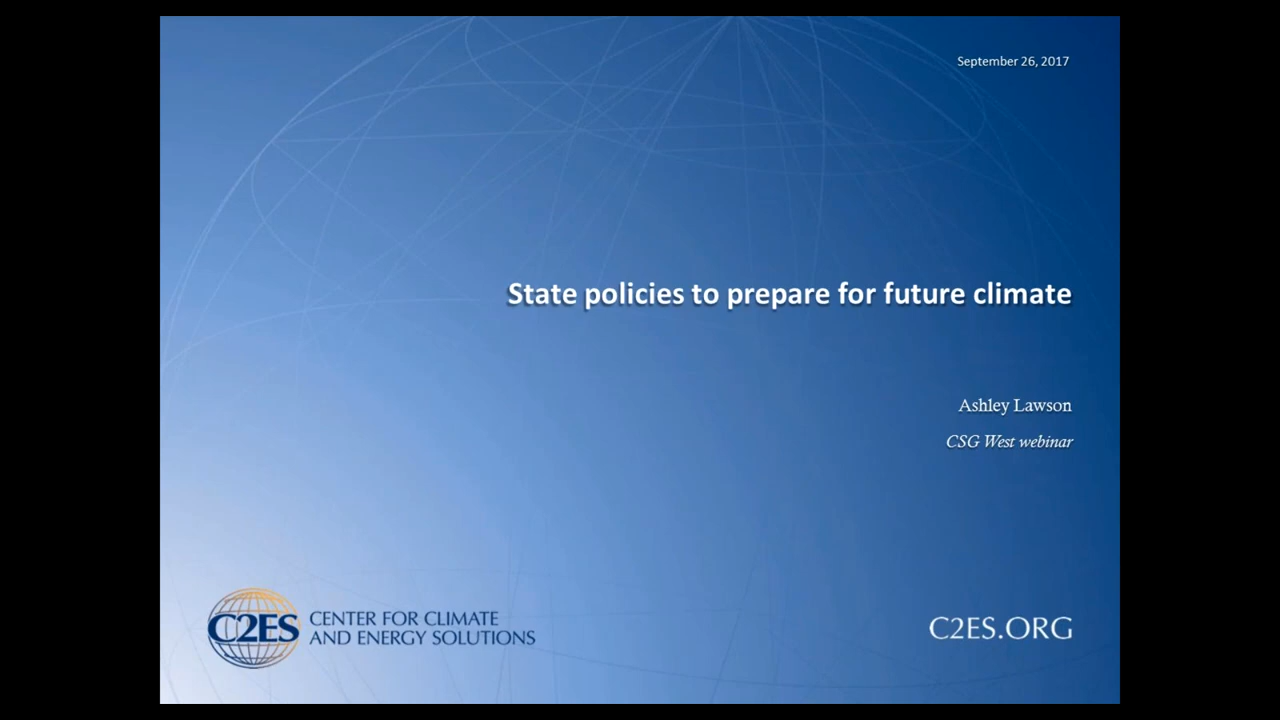 September 26, 2017
State policies to prepare for future climate
Ashley Lawson
CSG West webinar
C2ES
CENTER FOR CLIMATE
AND ENERGY SOLUTIONS
C2ES.ORG